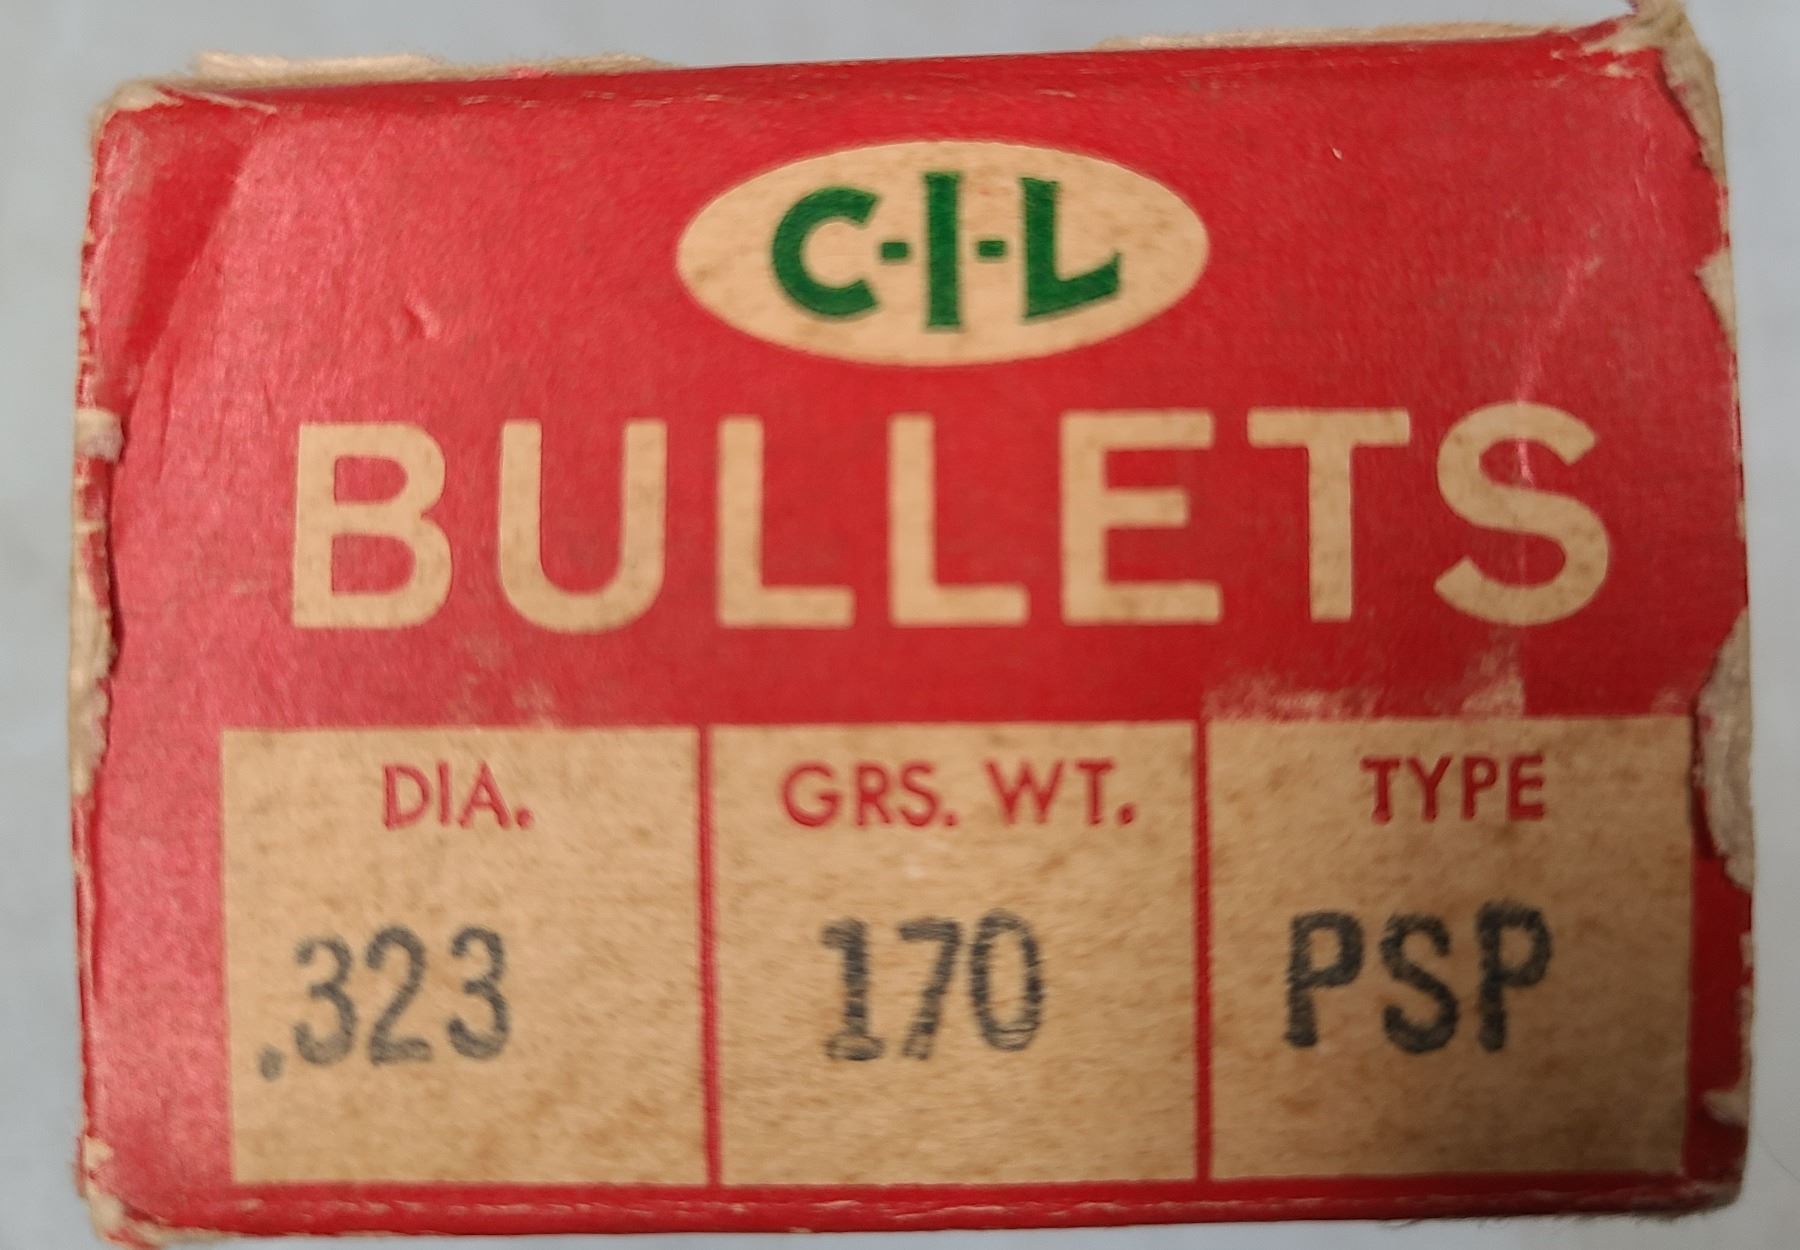 C-I-L
BULLETS
DIA. GRS. WT. TYPE
.323 170 PSP